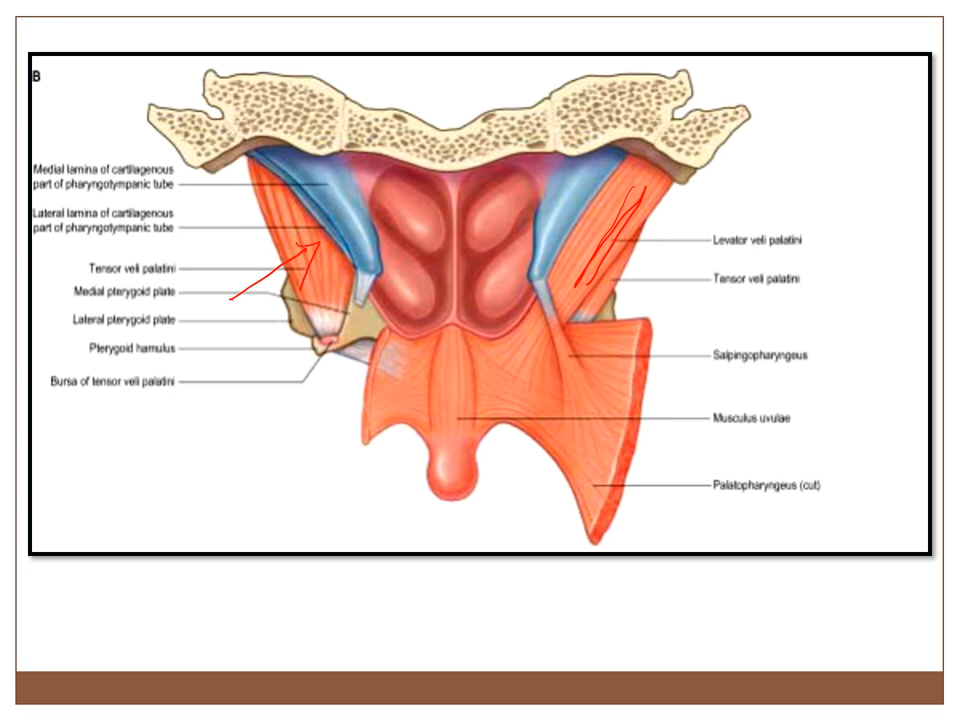 B
Medial lamina of cartilagenous
part of pharyngotympanic tube
Lateral lamina of cartilagenous
part of pharyngotympanic tube
Tensor veli palatini
Medial pterygoid plate
Lateral pterygoid plate
Pterygoid hamulus
Bursa of tensor veli palatini
Levator veli palatini
Tensor veli palatini
Salpingopharyngeus
Musculus uvulae
Palatopharyngeus (cut)